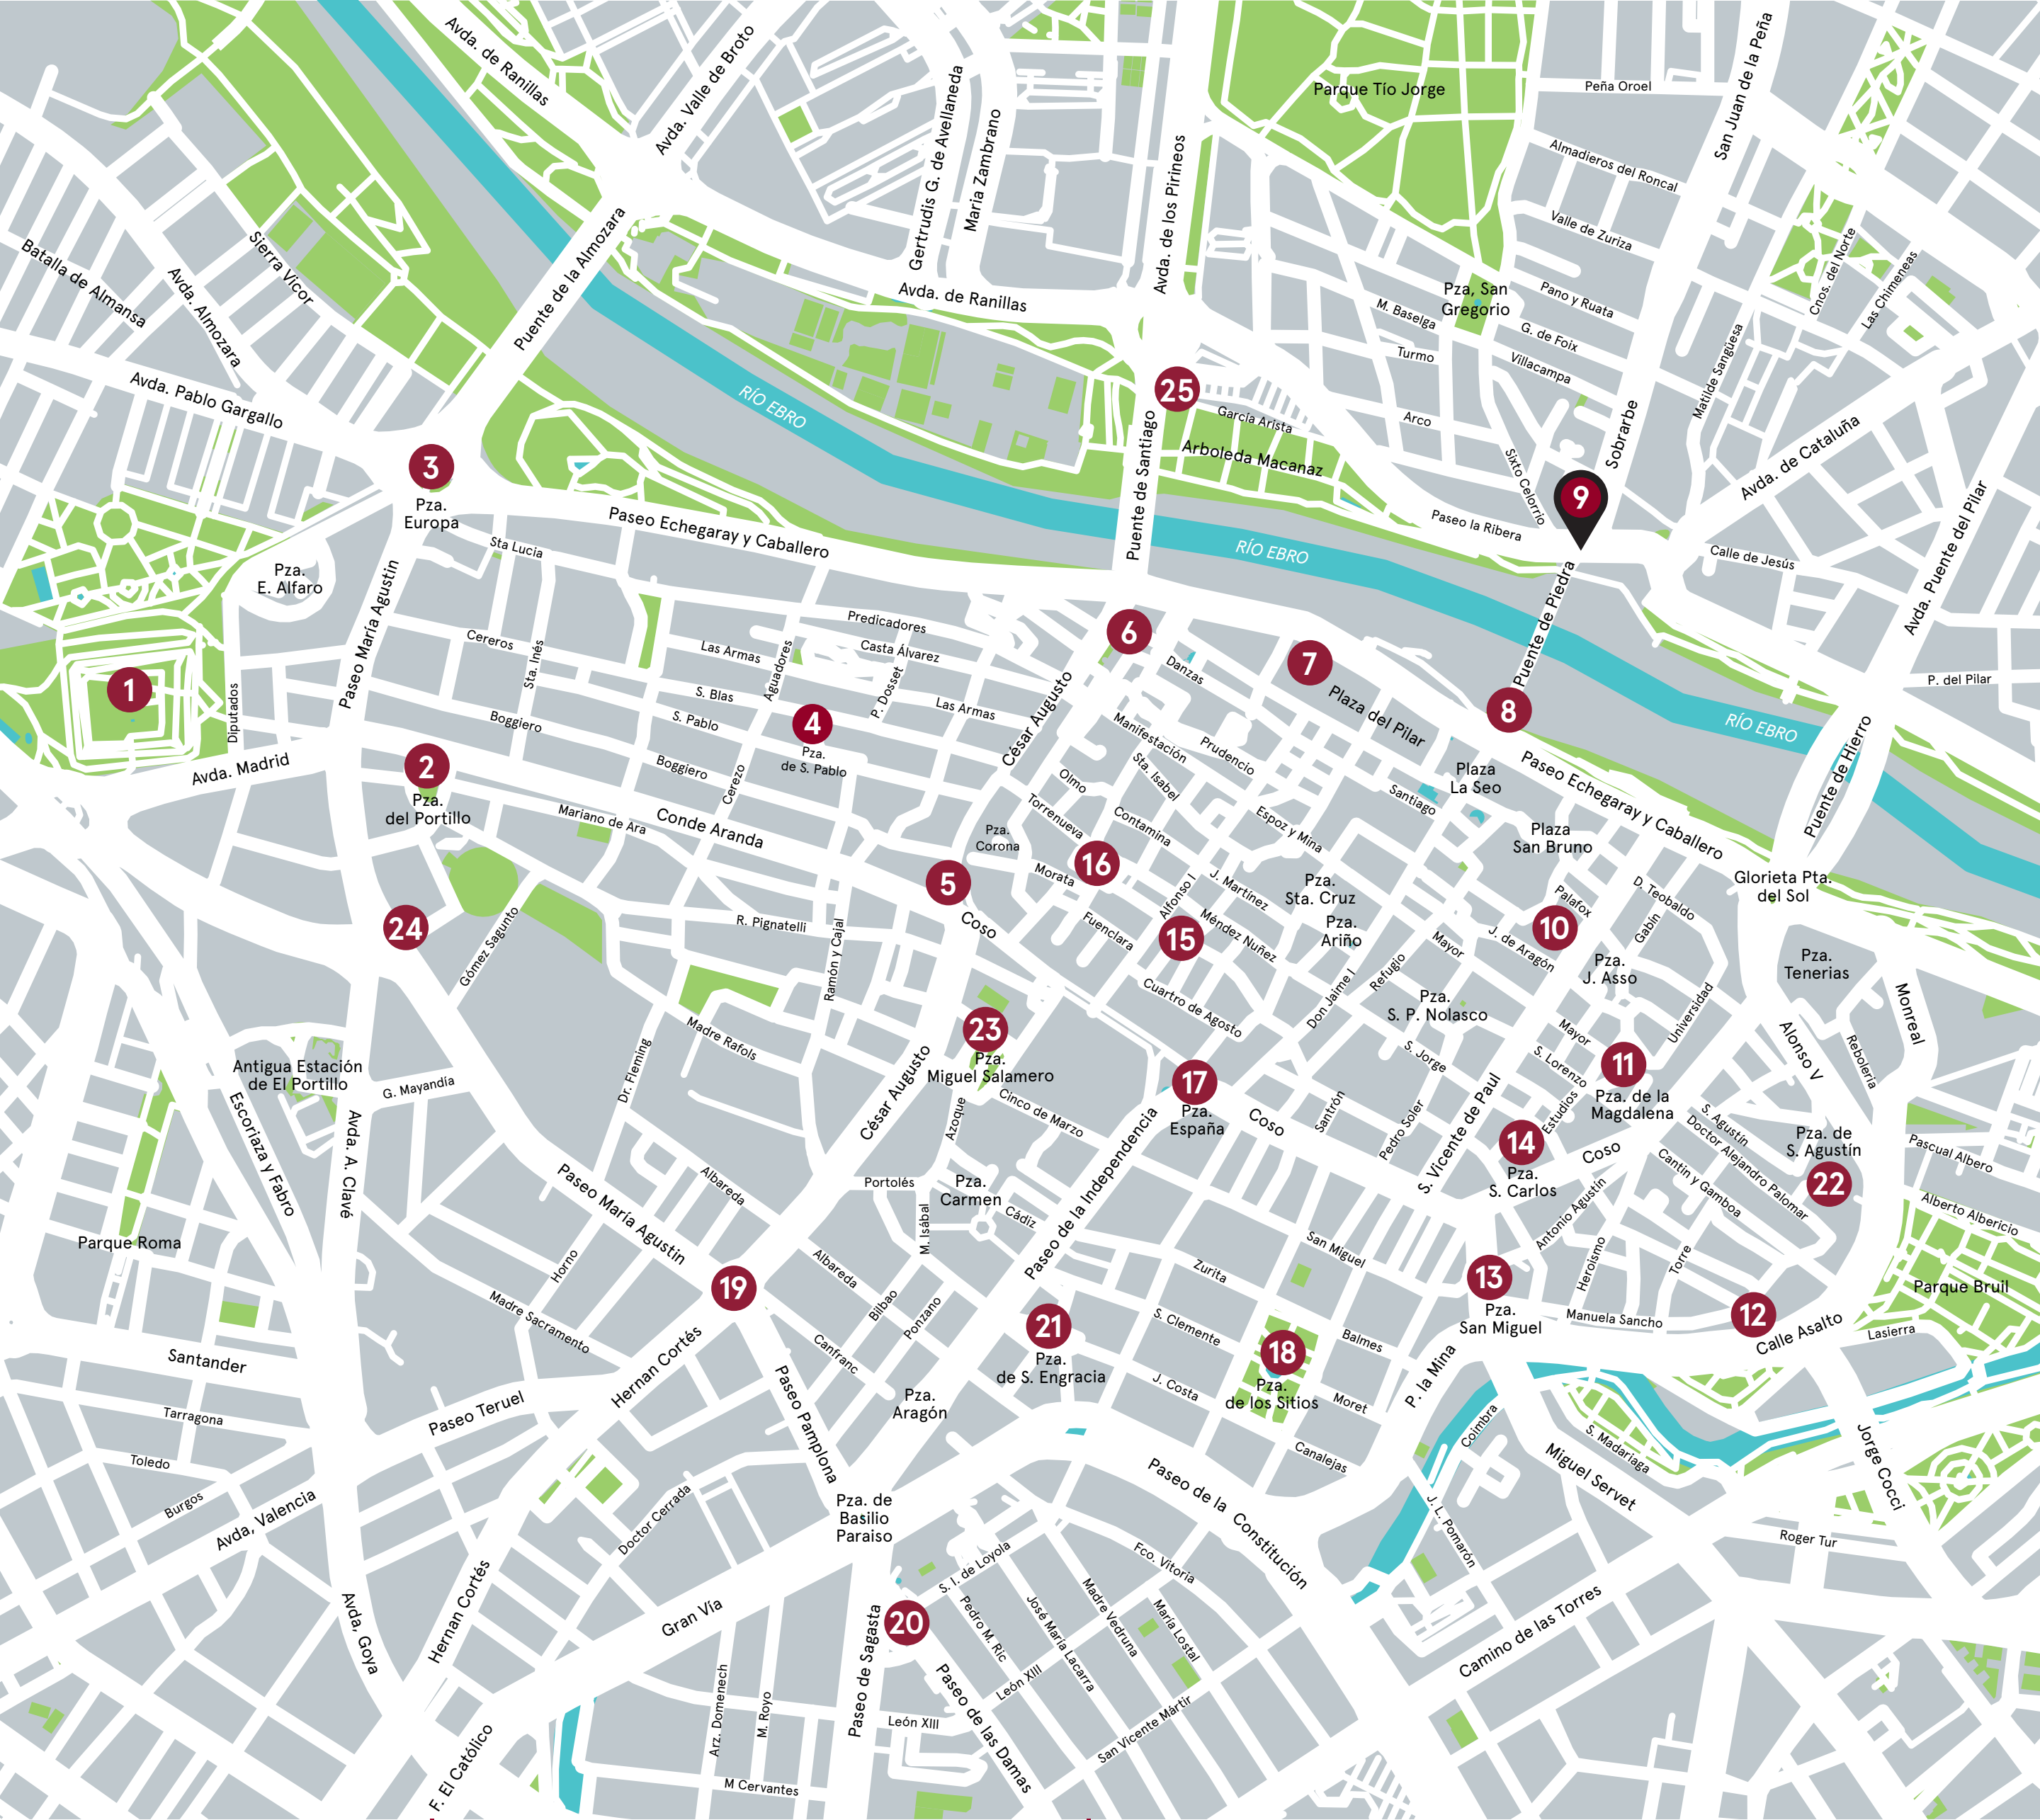 Avda. de Ranillas
Avda. Valle de Broto
Gertrudis G. de Avellaneda
Maria Zambrano
Avda. de los Pirineos
Parque Tío Jorge
Peña Oroel
San Juan de la Peña
Almadieros del Roncal
Valle de Zuriza
Cnos. del Norte
Las Chimeneas
Batalla de Almansa
Avda. Almozara
Sierra Vicor
Puente de la Almozara
Avda. de Ranillas
Pza, San
Gregorio
Pano y Ruata
M. Baselga
G. de Foix
Turmo
Villacampa
Matilde Sangüesa
Avda. Pablo Gargallo
RÍO EBRO
25
García Arista
Arco
Arboleda Macanaz
Sobrarbe
Avda. de Cataluña
3
Pza.
Europa
Puente de Santiago
Sixto Celorrio
9
Paseo la Ribera
Paseo Echegaray y Caballero
RÍO EBRO
Calle de Jesús
Avda. Puente del Pilar
Sta Lucia
Pza.
E. Alfaro
Paseo María Agustin
Puente de Piedra
Predicadores
6
Cereros
Sta. Inés
Las Armas
Casta Álvarez
Aguadores
P. Dosset
Danzas
7
P. del Pilar
1
Diputados
S. Blas
Las Armas
César Augusto
Plaza del Pilar
8
RÍO EBRO
Boggiero
S. Pablo
4
Pza.
de S. Pablo
Manifestación
Prudencio
Avda. Madrid
2
Pza.
del Portillo
Boggiero
Cerezo
Olmo
Sta. Isabel
Plaza
La Seo
Paseo Echegaray y Caballero
Puente de Hierro
Mariano de Ara
Conde Aranda
Torrenueva
Contamina
Santiago
Espoz y Mina
Plaza
San Bruno
Pza.
Corona
16
Morata
5
Coso
Alfonso I
J. Martinez
Pza.
Sta. Cruz
Glorieta Pta.
del Sol
D. Teobaldo
Palafox
Gabín
10
24
Gómez Sagunto
R. Pignatelli
Ramón y Cajal
Fuenclara
15
Méndez Nuñez
Pza.
Ariño
Mayor
J. de Aragón
Pza.
J. Asso
Pza.
Tenerias
Refugio
Don Jaime I
Cuartro de Agosto
Pza.
S. P. Nolasco
Universidad
Monreal
23
Pza.
Miguel Salamero
Madre Rafols
Dr. Fleming
César Augusto
Mayor
S. Jorge
S. Lorenzo
11
Pza. de la
Magdalena
Alonso V
Reboleria
Antigua Estación
de El Portillo
G. Mayandía
Azoque
Cinco de Marzo
17
Pza.
España
Coso
Santrón
Pedro Soler
S. Vicente de Paul
Estudios
14
Pza.
S. Carlos
Coso
S. Agustín
Doctor Alejandro Palomar
Pza. de
S. Agustín
22
Pascual Albero
Escoriaza y Fabro
Avda. A. Clavé
Paseo María Agustin
Albareda
Portolés
Pza.
Carmen
Cádiz
M. Isábal
Paseo de la Independencia
Cantin y Gamboa
Alberto Albericio
Parque Roma
Antonio Agustín
San Miguel
13
Pza.
San Miguel
Heroismo
Torre
Horno
19
Albareda
Bilbao
Ponzano
Zurita
Parque Bruil
12
Manuela Sancho
Calle Asalto
Lasierra
Madre Sacramento
Hernan Cortés
Canfranc
21
Pza.
de S. Engracia
S. Clemente
18
Pza.
de los Sitios
Balmes
P. la Mina
Santander
Paseo Teruel
Paseo Pamplona
Pza.
Aragón
J. Costa
Moret
Coimbra
Tarragona
Toledo
Canalejas
S. Madariaga
Jorge Cocci
Miguel Servet
Burgos
Avda, Valencia
Doctor Cerrada
Pza. de
Basilio
Paraiso
Paseo de la Constitución
J. L. Pomarón
Roger Tur
Hernan Cortés
Avda, Goya
Gran Vía
S. I. de Loyola
Fco. Vitoria
20
Pedro M. Ric
José María Lacarra
Madre Vedruna
María Lostal
Camino de las Torres
Paseo de Sagasta
León XIII
Paseo de las Damas
León XIII
San Vicente Mártir
Arz. Domenech
M. Royo
F. El Católico
M Cervantes